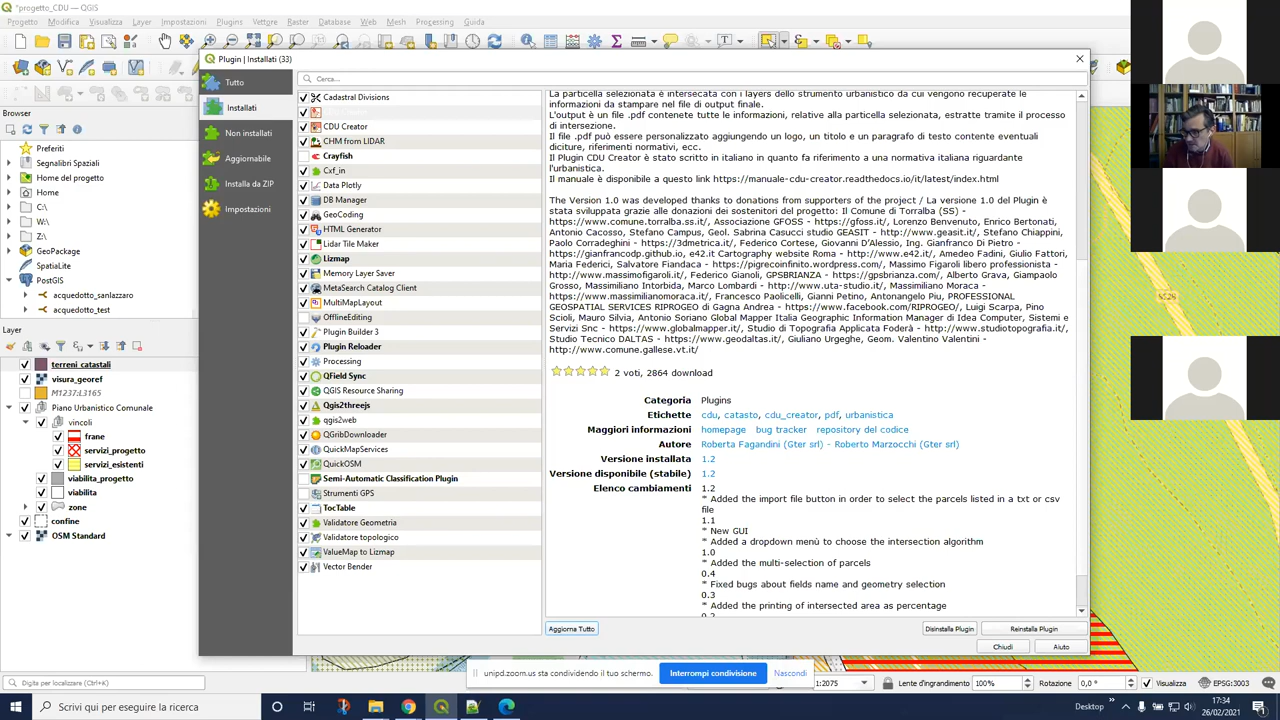 *progetto_CDU — QGIS
Progetto Modifica Visualizza Layer Impostazioni Plugin Vettore Raster Database Web Mesh Processing Guida
Plugin | Installati (33)
Tutto
Installati
Non installati
Aggiornabile
Installa da ZIP
Impostazioni
Cerca...
Cadastral Divisions
CDU Creator
CHM from LIDAR
Crayfish
Cxf_in
Data Plotly
DB Manager
GeoCoding
HTML Generator
Lidar Tile Maker
Lizmap
Memory Layer Saver
MetaSearch Catalog Client
MultiMapLayout
OfflineEditing
Plugin Builder 3
Plugin Reloader
Processing
QField Sync
QGIS Resource Sharing
Qgis2threejs
qgis2web
QGribDownloader
QuickMapServices
QuickOSM
Semi-Automatic Classification Plugin
Strumenti GPS
TocTable
Validatore Geometria
Validatore topologico
ValueMap to Lizmap
Vector Bender
La particella selezionata è intersecata con i layers dello strumento urbanistico da cui vengono recuperate le
informazioni da stampare nel file di output finale.
L'output è un file .pdf contenete tutte le informazioni, relative alla particella selezionata, estratte tramite il processo
di intersezione.
Il file .pdf può essere personalizzato aggiungendo un logo, un titolo e un paragrafo di testo contente eventuali
diciture, riferimenti normativi, ecc.
Il Plugin CDU Creator è stato scritto in italiano in quanto fa riferimento a una normativa italiana riguardante
l'urbanistica.
Il manuale è disponibile a questo link https://manuale-cdu-creator.readthedocs.io/it/latest/index.html
The Version 1.0 was developed thanks to donations from supporters of the project / La versione 1.0 del Plugin è
stata sviluppata grazie alle donazioni dei sostenitori del progetto: Il Comune di Torralba (SS) -
https://www.comune.torralba.ss.it/, Associazione GFOSS - https://gfoss.it/, Lorenzo Benvenuto, Enrico Bertonati,
Antonio Cacosso, Stefano Campus, Geol. Sabrina Casucci studio GEASIT - http://www.geasit.it/, Stefano Chiappini,
Paolo Corradeghini - https://3dmetrica.it/, Federico Cortese, Giovanni D'Alessio, Ing. Gianfranco Di Pietro -
https://gianfrancodp.github.io, e42.it Cartography website Roma - http://www.e42.it/, Amedeo Fadini, Giulio Fattori,
Maria Federici, Salvatore Fiandaca - https://pigrecoinfinito.wordpress.com/, Massimo Figaroli libero professionista -
http://www.massimofigaroli.it/, Federico Gianoli, GPSBRIANZA - https://gpsbrianza.com/, Alberto Grava, Giampaolo
Grosso, Massimiliano Intorbida, Marco Lombardi - http://www.uta-studio.it/, Massimiliano Moraca -
https://www.massimilianomoraca.it/, Francesco Paolicelli, Gianni Petino, Antonangelo Piu, PROFESSIONAL
GEOSPATIAL SERVICES RIPROGEO di Gagna Andrea - https://www.facebook.com/RIPROGEO/, Luigi Scarpa, Pino
Scioli, Mauro Silvia, Antonio Soriano Global Mapper Italia Geographic Information Manager di Idea Computer, Sistemi e
Servizi Snc - https://www.globalmapper.it/, Studio di Topografia Applicata Foderà - http://www.studiotopografia.it/,
Studio Tecnico DALTAS - https://www.geodaltas.it/, Giuliano Urgeghe, Geom. Valentino Valentini -
http://www.comune.gallese.vt.it/
2 voti, 2864 download
Categoria Plugins
Etichette cdu, catasto, cdu_creator, pdf, urbanistica
Maggiori informazioni homepage bug tracker repository del codice
Autore Roberta Fagandini (Gter srl) - Roberto Marzocchi (Gter srl)
Versione installata 1.2
Versione disponibile (stabile) 1.2
Elenco cambiamenti 1.2
* Added the import file button in order to select the parcels listed in a txt or csv
file
1.1
* New GUI
* Added a dropdown menù to choose the intersection algorithm
1.0
* Added the multi-selection of parcels
0.4
* Fixed bugs about fields name and geometry selection
0.3
* Added the printing of intersected area as percentage
0.2
Aggiorna Tutto Disinstalla Plugin Reinstalla Plugin
Chiudi Aiuto
Browser
Preferiti
Segnalibri Spaziali
Home del progetto
Home
C:\
W:\
Z:\
GeoPackage
SpatiaLite
PostGIS
acquedotto_sanlazzaro
acquedotto_test
Layer
terreni_catastali
visura_georef
M1237;L3165
Piano Urbanistico Comunale
vincoli
frane
servizi_progetto
servizi_esistenti
viabilita_progetto
viabilita
zone
confine
OSM Standard
unipd.zoom.us sta condividendo il tuo schermo. Interrompi condivisione Nascondi
Digite per localizzare (Ctrl+K) 1:2075 Lente d'ingrandimento 100% Rotazione 0,0 ° Visualizza EPSG:3003
Scrivi qui per eseguire la ricerca Desktop 17:34
26/02/2021